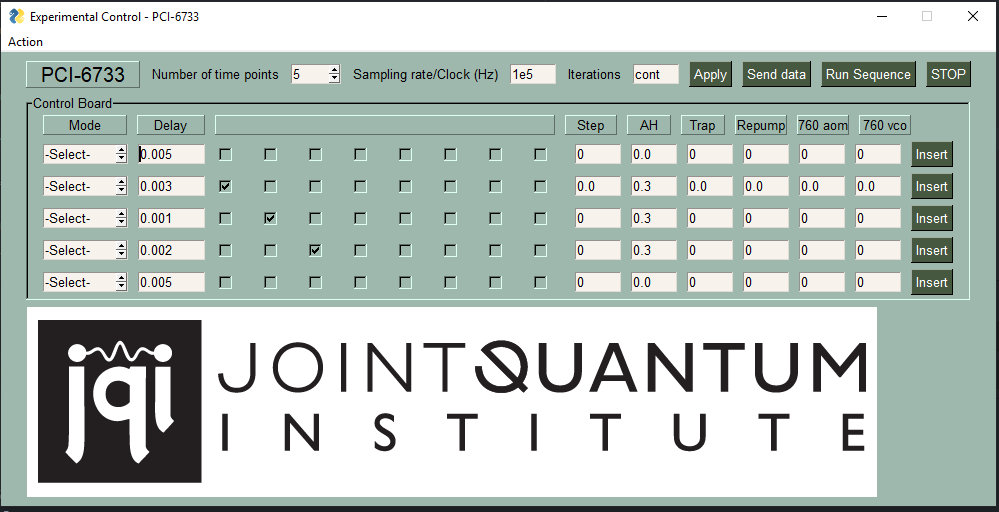 Experimental Control - PCI-6733
Action
PCI-6733 Number of time points 5 Sampling rate/Clock (Hz) 1e5 Iterations cont Apply Send data Run Sequence STOP
Control Board
Mode Delay Step AH Trap Repump 760 aom 760 vco
-Select- 0.005 0 0.0 0 0 0 0 Insert
-Select- 0.003 0.0 0.3 0.0 0.0 0.0 0.0 Insert
-Select- 0.001 0 0.3 0 0 0 0 Insert
-Select- 0.002 0 0.3 0 0 0 0 Insert
-Select- 0.005 0 0.0 0 0 0 0 Insert
jqi JOINT QUANTUM
INSTITUTE